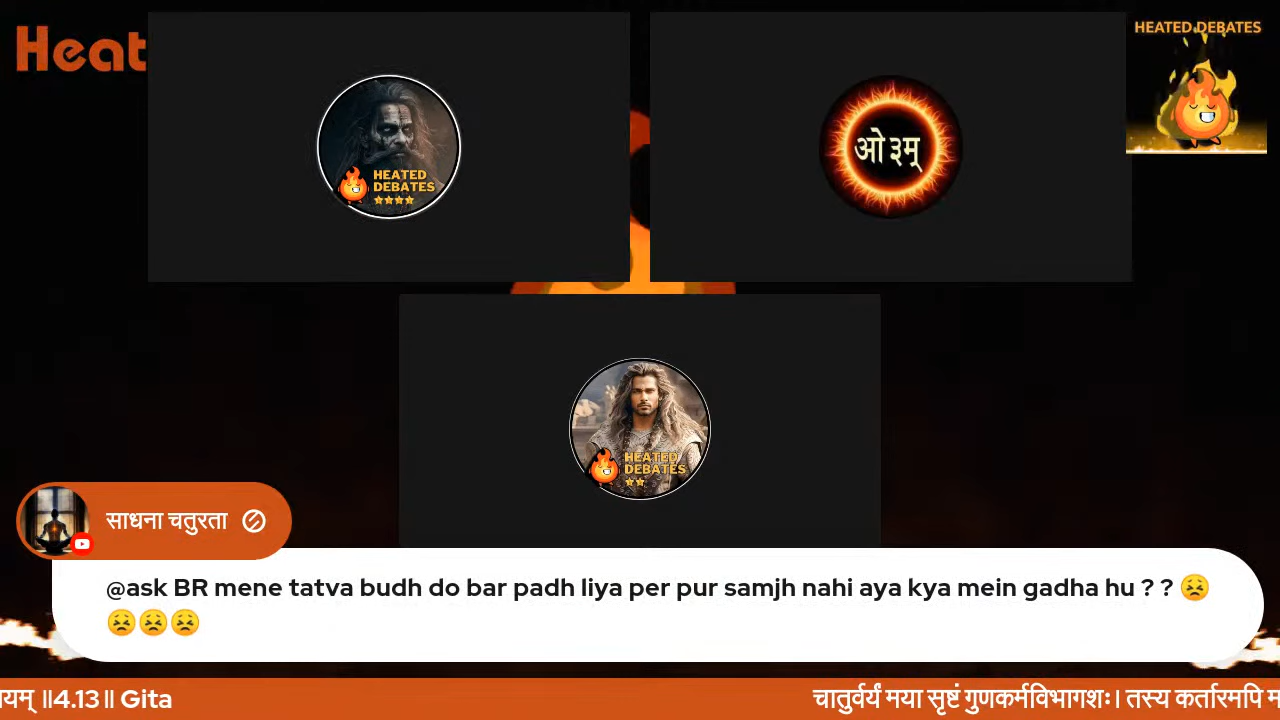 Heat
HEATED DEBATES
HEATED
DEBATES
ओ३म्
HEATED
DEBATES
साधना चतुरता
@ask BR mene tatva budh do bar padh liya per pur samjh nahi aya kya mein gadha hu ? ? 😣
😣😣😣
यम् ॥4.13॥ Gita
चातुर्वर्यं मया सृष्टं गुणकर्मविभागशः। तस्य कर्तारमपि म